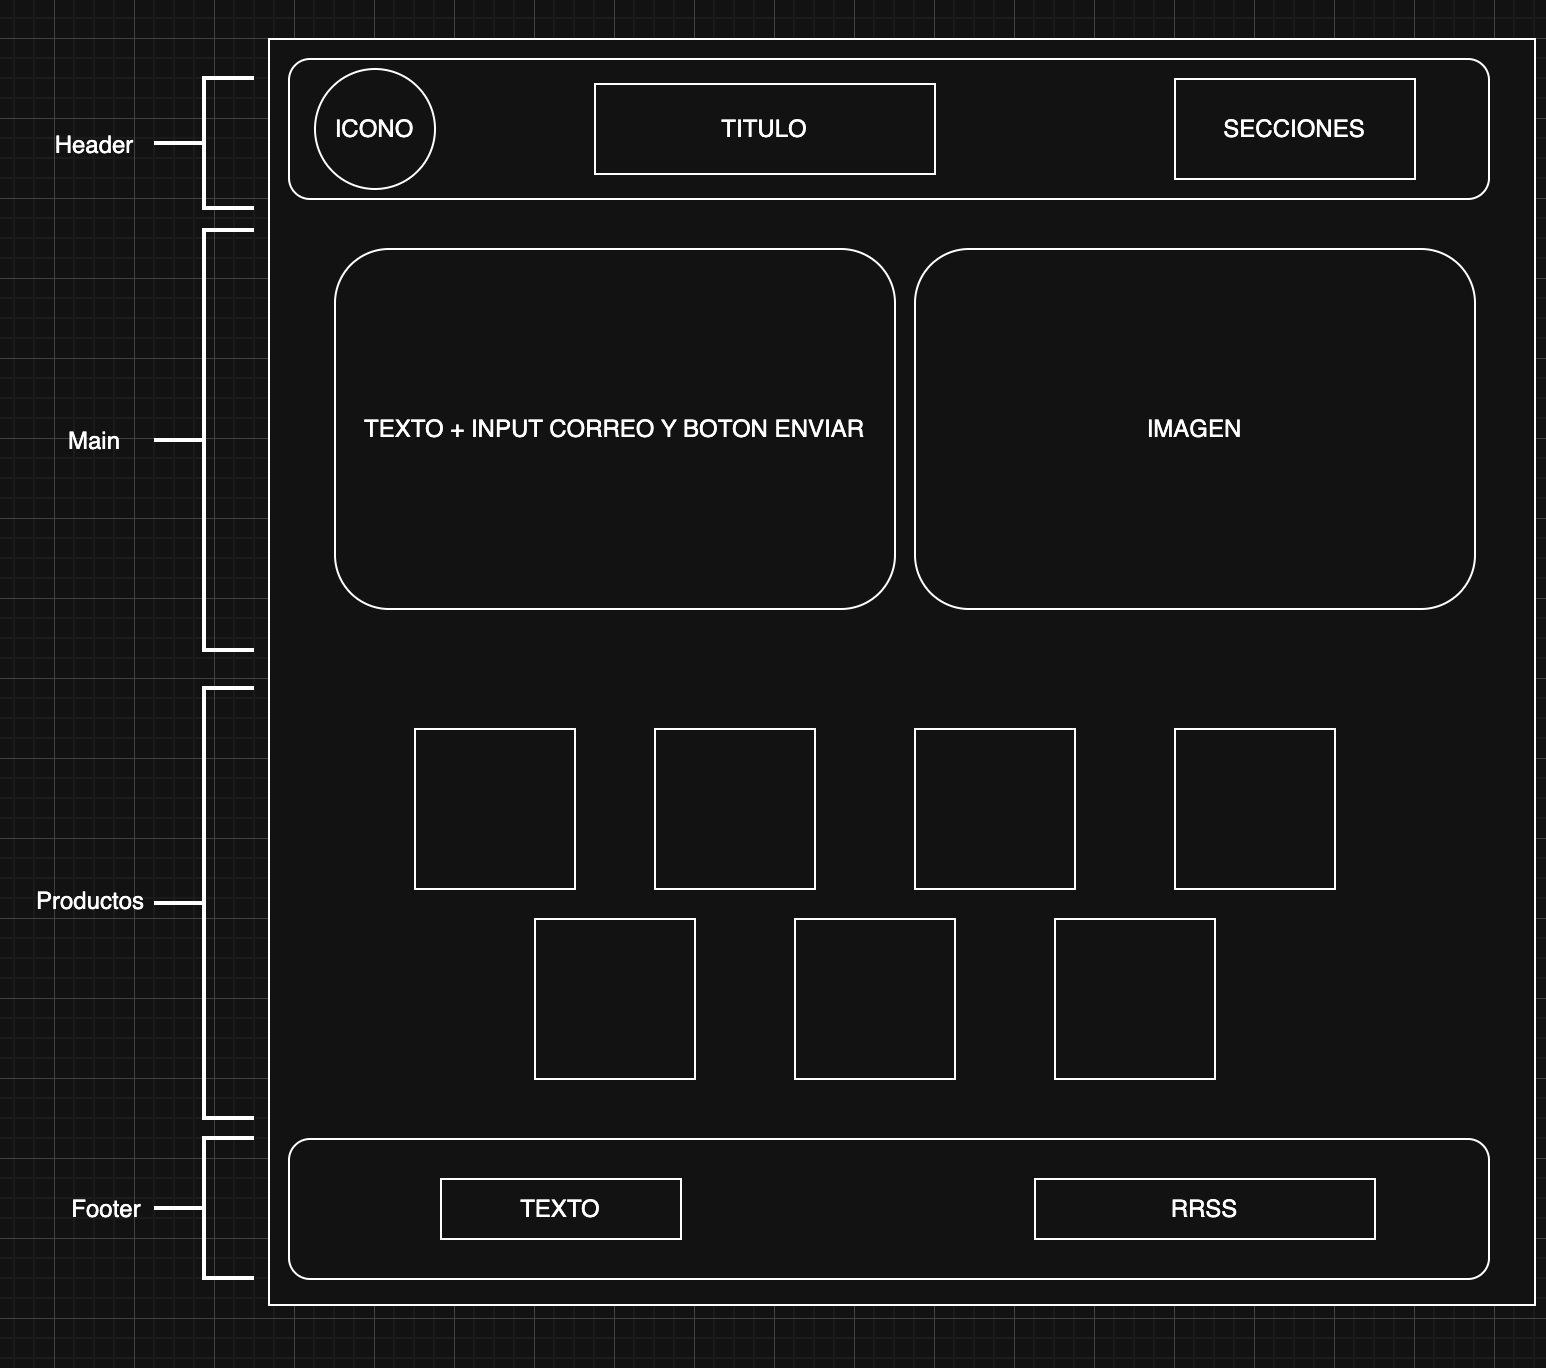 Header
ICONO
TITULO
SECCIONES
Main
TEXTO + INPUT CORREO Y BOTON ENVIAR
IMAGEN
Productos
Footer
TEXTO
RRSS